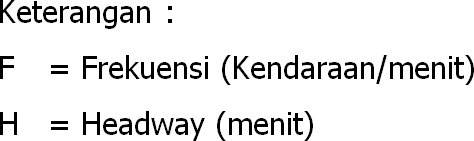 Keterangan :
F = Frekuensi (Kendaraan/menit)
H = Headway (menit)